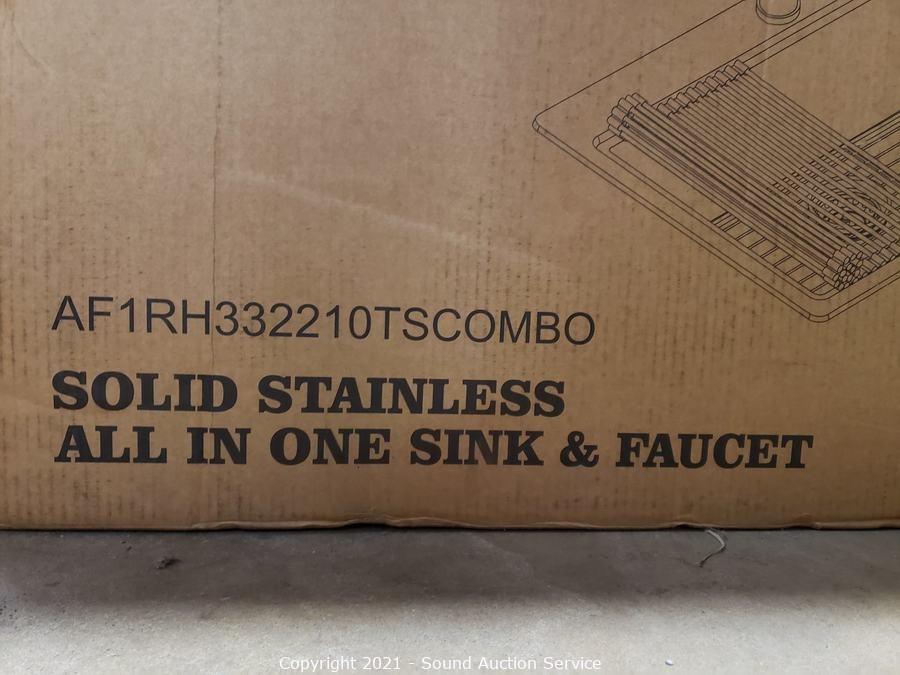 AF1RH332210TSCOMBO
SOLID STAINLESS
ALL IN ONE SINK & FAUCET
Copyright 2021 - Sound Auction Service